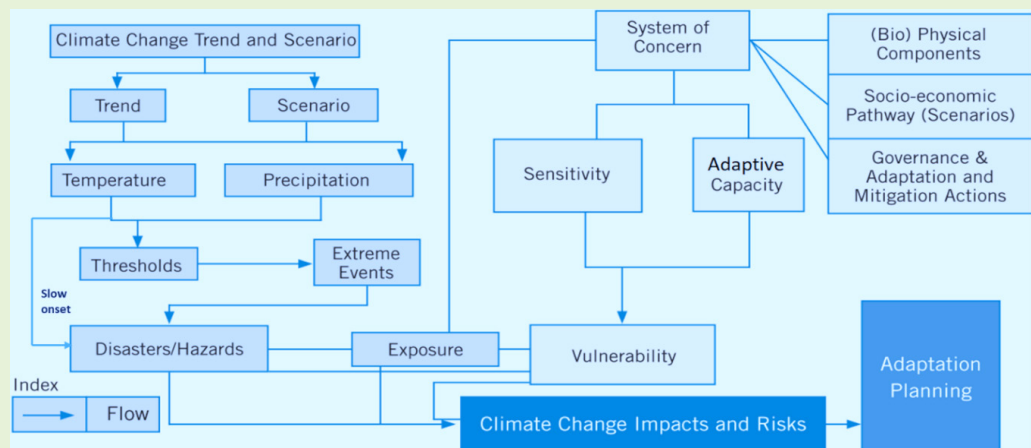 Climate Change Trend and Scenario
Trend
Scenario
Temperature
Precipitation
Thresholds
Extreme
Events
Slow
onset
Disasters/Hazards
Exposure
System of
Concern
Sensitivity
Adaptive
Capacity
Vulnerability
(Bio) Physical
Components
Socio-economic
Pathway (Scenarios)
Governance &
Adaptation and
Mitigation Actions
Adaptation
Planning
Climate Change Impacts and Risks
Index
Flow